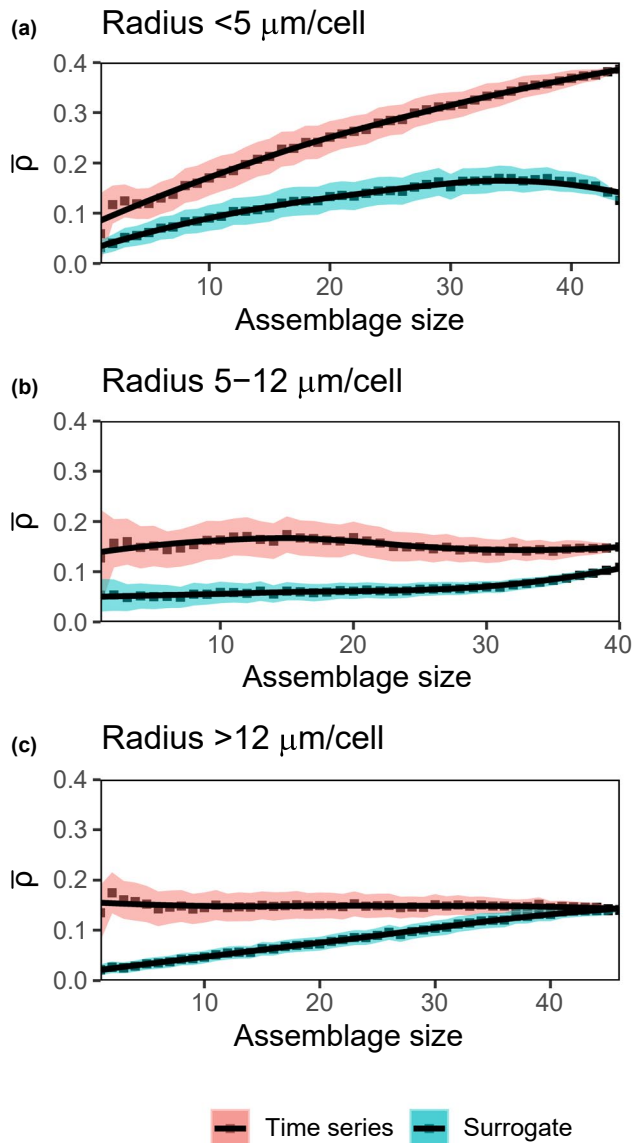 (a) Radius <5 μm/cell
0.4
0.3
0.2
0.1
0.0
ρ̅
10 20 30 40
Assemblage size
(b) Radius 5−12 μm/cell
0.4
0.3
0.2
0.1
0.0
ρ̅
10 20 30 40
Assemblage size
(c) Radius >12 μm/cell
0.4
0.3
0.2
0.1
0.0
ρ̅
10 20 30 40
Assemblage size
Time series Surrogate